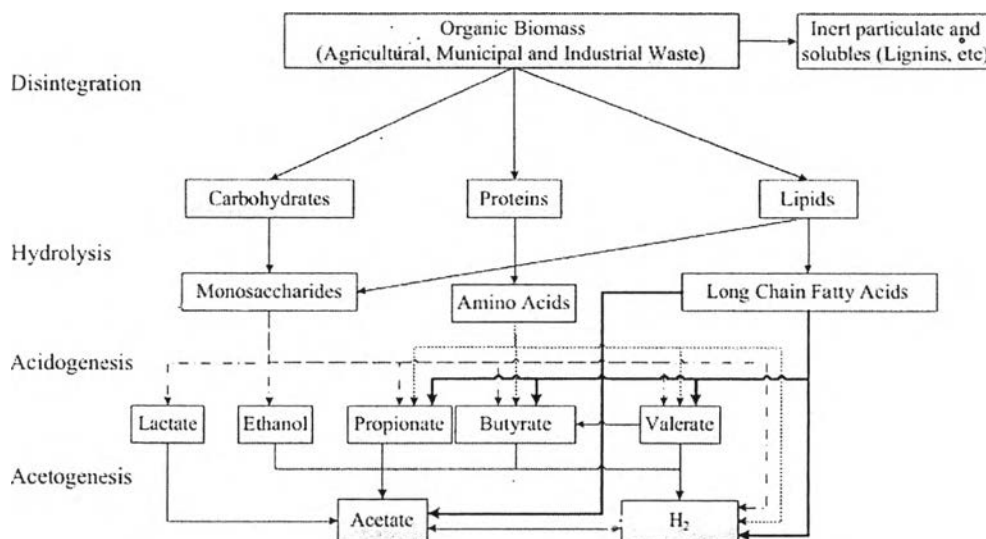 Organic Biomass
(Agricultural, Municipal and Industrial Waste)
Inert particulate and
solubles (Lignins, etc)
Disintegration
Carbohydrates
Proteins
Lipids
Hydrolysis
Monosaccharides
Amino Acids
Long Chain Fatty Acids
Acidogenesis
Lactate
Ethanol
Propionate
Butyrate
Valerate
Acetogenesis
Acetate
H₂